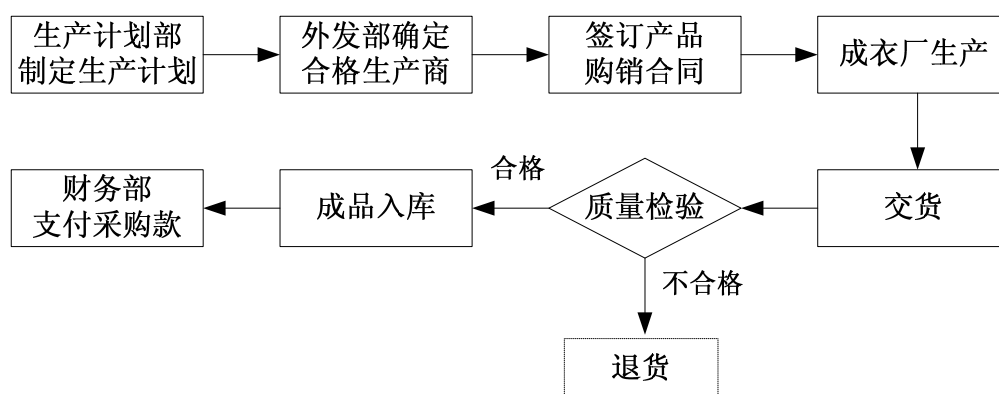 生产计划部
制定生产计划
外发部确定
合格生产商
签订产品
购销合同
成衣厂生产
财务部
支付采购款
成品入库
合格
质量检验
交货
不合格
退货